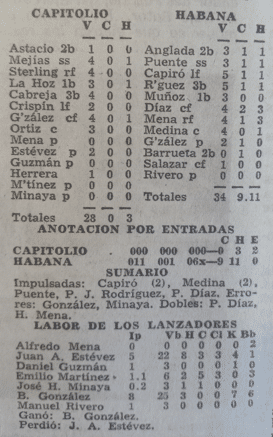 CAPITOLIO
V C H
Astacio 2b 1 0 0
Mejías ss 4 0 1
Sterling rf 4 0 0
La Hoz 1b 3 0 1
Cabreja 3b 4 0 0
Crispín lf 2 0 0
G'zález cf 4 0 1
Ortiz c 3 0 0
Mena p 0 0 0
Estévez p 2 0 0
Guzmán p 0 0 0
Herrera 1 0 0
M'tínez p 0 0 0
Minaya p 0 0 0
Totales 28 0 3
HABANA
V C H
Anglada 2b 3 1 1
Puente ss 3 1 1
Capiró lf 5 1 1
R'guez 3b 5 1 1
Muñoz 1b 3 0 0
Díaz cf 4 2 3
Mena rf 4 1 3
Medina c 4 0 1
G'zález p 2 1 0
Barrueta 2b 0 1 0
Salazar cf 1 0 0
Rivero p 0 0 0
Totales 34 9.11
ANOTACION POR ENTRADAS
C H E
CAPITOLIO 000 000 000—0 3 2
HABANA 011 001 06x—9 11 0
SUMARIO
Impulsadas: Capiró (2), Medina (2),
Puente, P. J. Rodríguez, P. Díaz. Erro-
res: González, Minaya. Dobles: P. Díaz,
H. Mena.
LABOR DE LOS LANZADORES
Ip Vb H C Cl K Bb
Alfredo Mena 0 0 0 0 0 0 2
Juan A. Estévez 5 22 8 3 3 4 1
Daniel Guzmán 1 3 0 0 0 1 0
Emilio Martínez 1.1 6 2 5 3 0 3
José H. Minaya 0.2 3 1 1 0 0 0
B. González 8 25 3 0 0 7 6
Manuel Rivero 1 3 0 0 0 0 0
Ganó: B. González.
Perdió: J. A. Estévez.